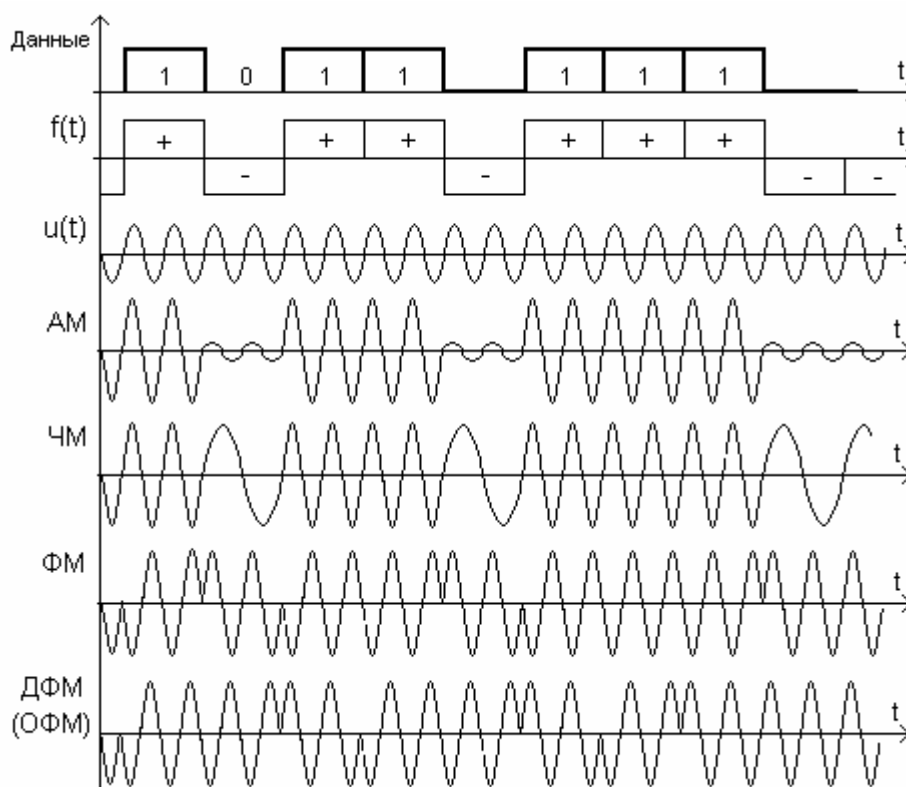 Данные
1 0 1 1 1 1 1 t
f(t)
+ - + + - + + + - - t
u(t) t
АМ t
ЧМ t
ФМ t
ДФМ
(ОФМ) t